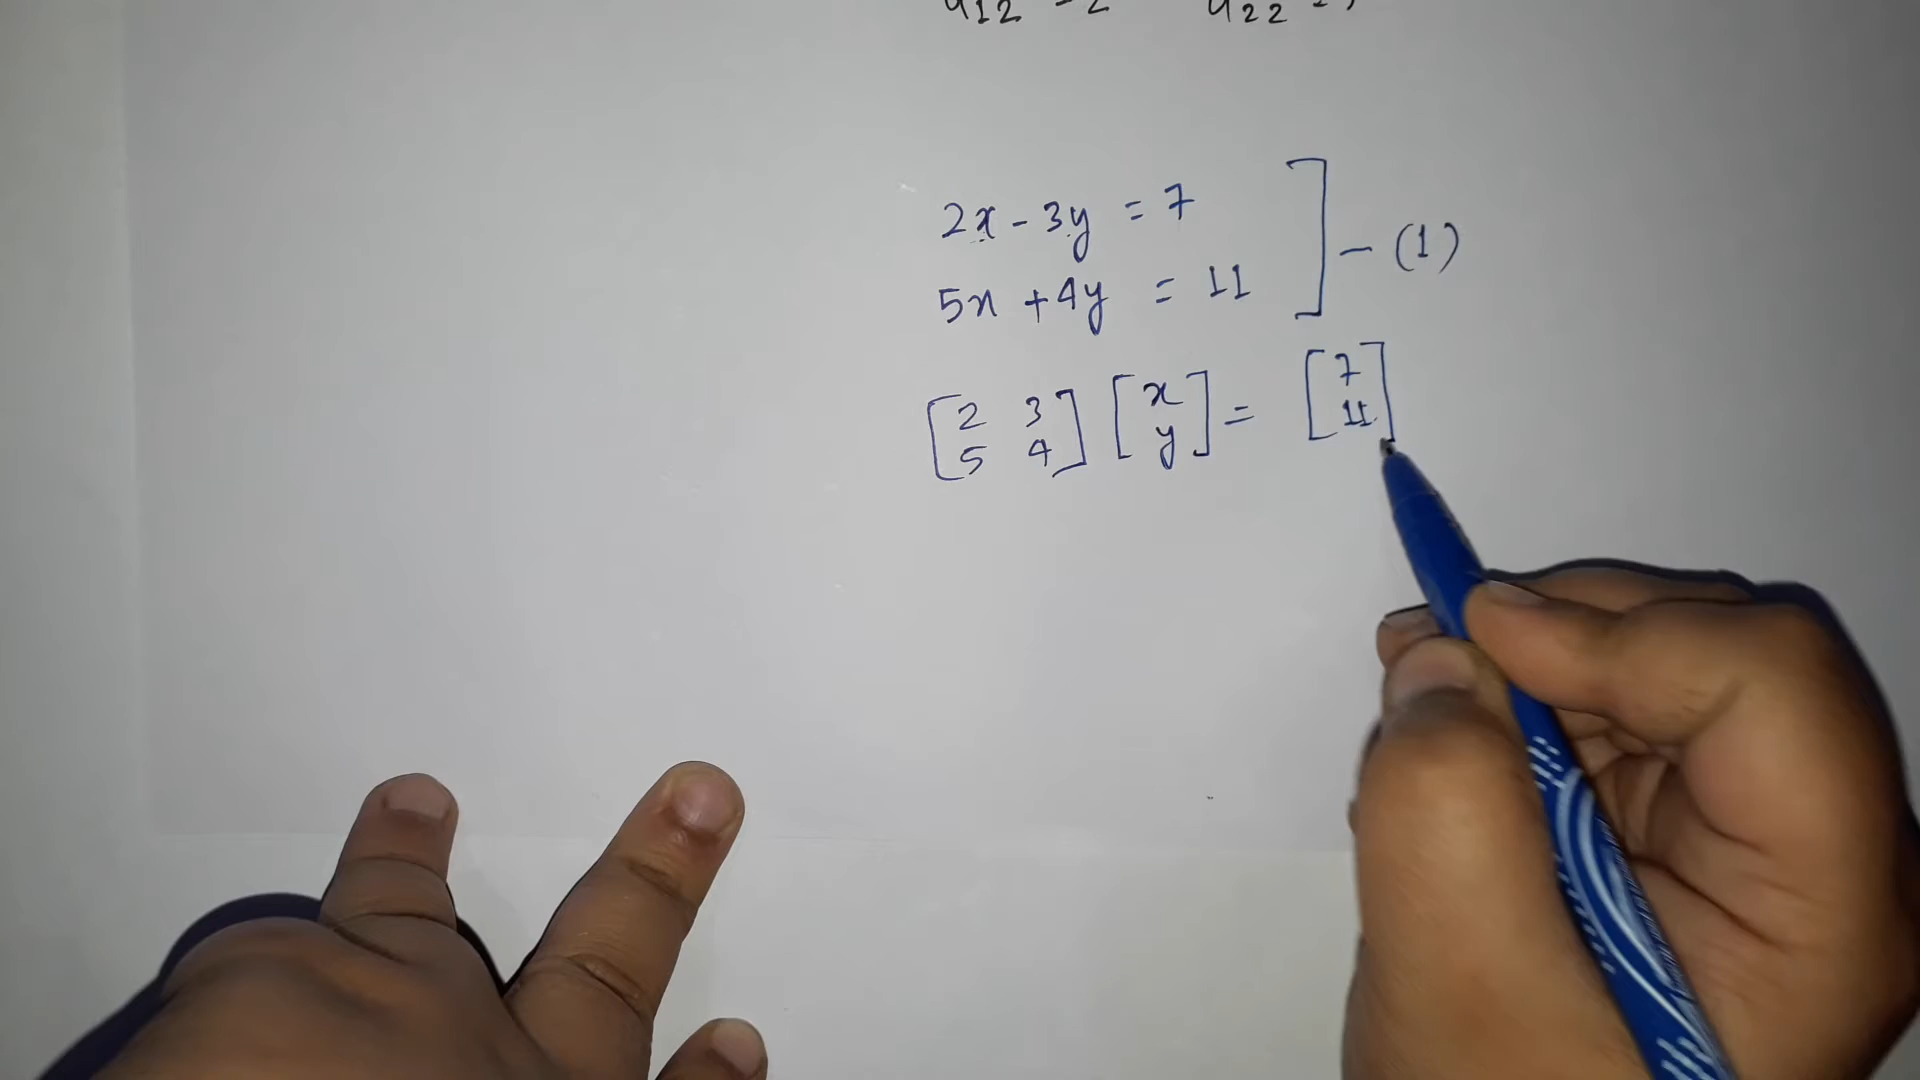 2x - 3y = 7
5x + 4y = 11 ] - (1)
[2 3 5 4] [x y] = [7 11]